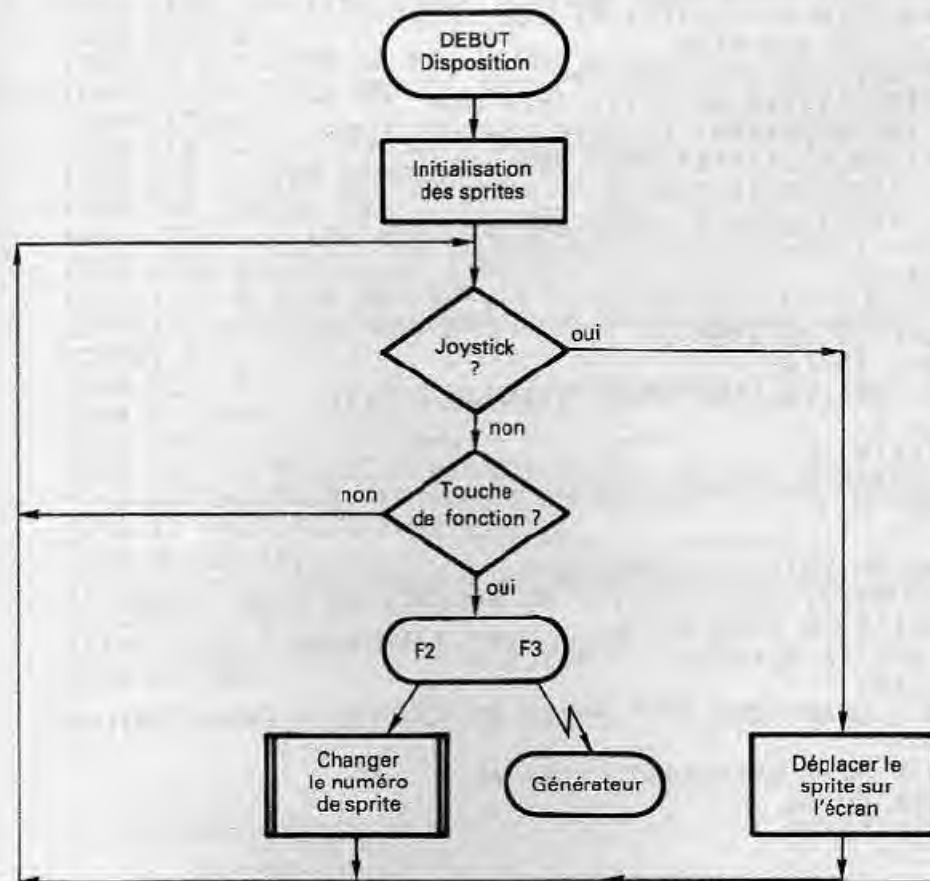 DEBUT
Disposition
Initialisation
des sprites
Joystick
?
oui
non
Touche
de fonction ?
non
oui
F2 F3
Changer
le numéro
de sprite
Générateur
Déplacer le
sprite sur
l'écran